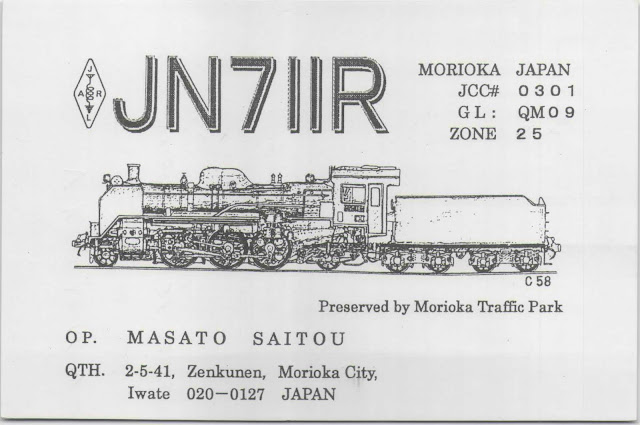 J
A R
L
JN7IIR
MORIOKA JAPAN
JCC# 0301
GL: QM09
ZONE 25
C58
Preserved by Morioka Traffic Park
OP. MASATO SAITOU
QTH. 2-5-41, Zenkunen, Morioka City,
Iwate 020-0127 JAPAN